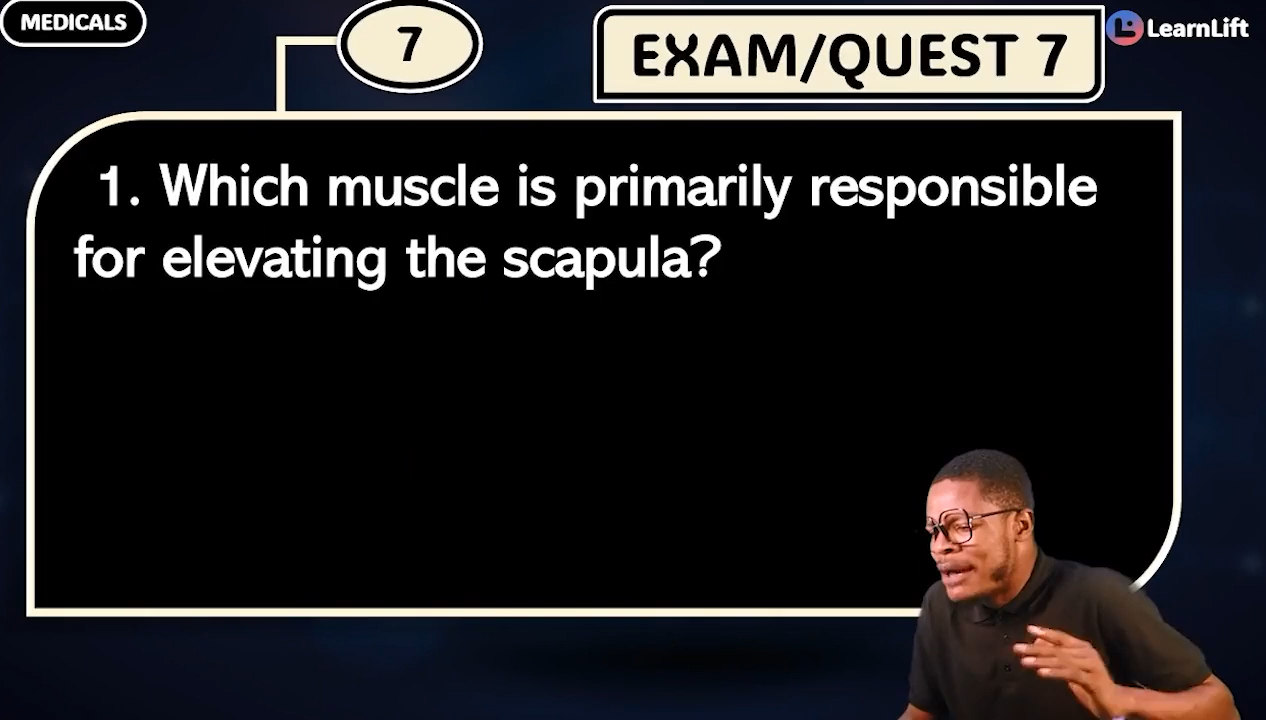 MEDICALS
7
EXAM/QUEST 7
LearnLift
1. Which muscle is primarily responsible
for elevating the scapula?